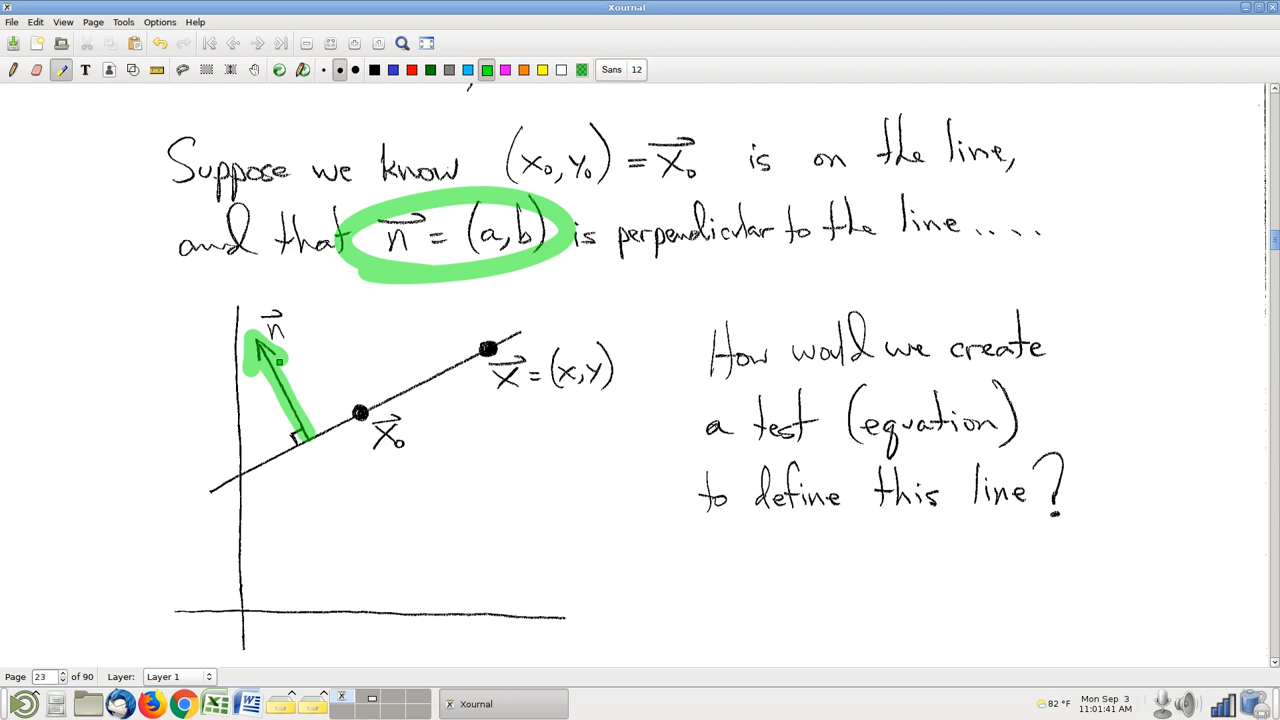 Xournal
File Edit View Page Tools Options Help
Sans 12
Suppose we know (x₀, y₀) = x⃗₀ is on the line,
and that n⃗ = (a, b) is perpendicular to the line ....
n⃗
x⃗ = (x, y)
x⃗₀
How would we create
a test (equation)
to define this line?
Page 23 of 90 Layer: Layer 1
Xournal
82 °F
Mon Sep 3
11:01:41 AM